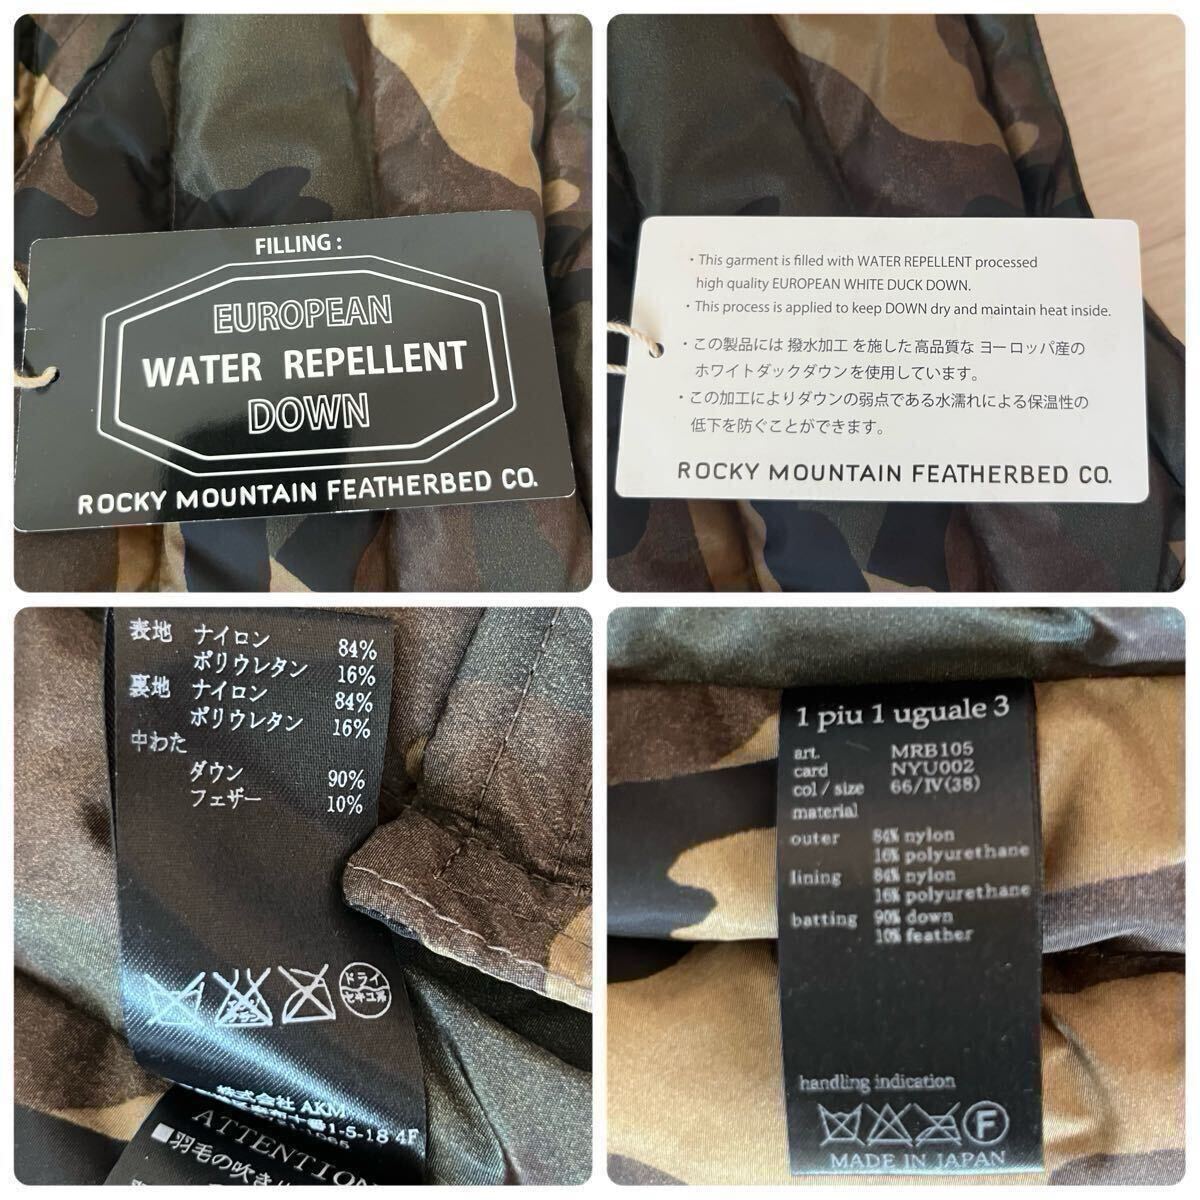 FILLING :
EUROPEAN
WATER REPELLENT
DOWN
ROCKY MOUNTAIN FEATHERBED CO.
・This garment is filled with WATER REPELLENT processed
high quality EUROPEAN WHITE DUCK DOWN.
・This process is applied to keep DOWN dry and maintain heat inside.
・この製品には 撥水加工 を施した 高品質な ヨーロッパ産の
ホワイトダックダウンを使用しています。
・この加工によりダウンの弱点である水濡れによる保温性の
低下を防ぐことができます。
ROCKY MOUNTAIN FEATHERBED CO.
表地 ナイロン 84%
ポリウレタン 16%
裏地 ナイロン 84%
ポリウレタン 16%
中わた
ダウン 90%
フェザー 10%
ドライ
セキユ系
株式会社 AKM
1-5-18 4F
ATTENTION
■羽毛の吹き
1 piu 1 uguale 3
art. MRB105
card NYU002
col / size 66/IV(38)
material
outer 84% nylon
16% polyurethane
lining 84% nylon
16% polyurethane
batting 90% down
10% feather
handling indication
F
MADE IN JAPAN